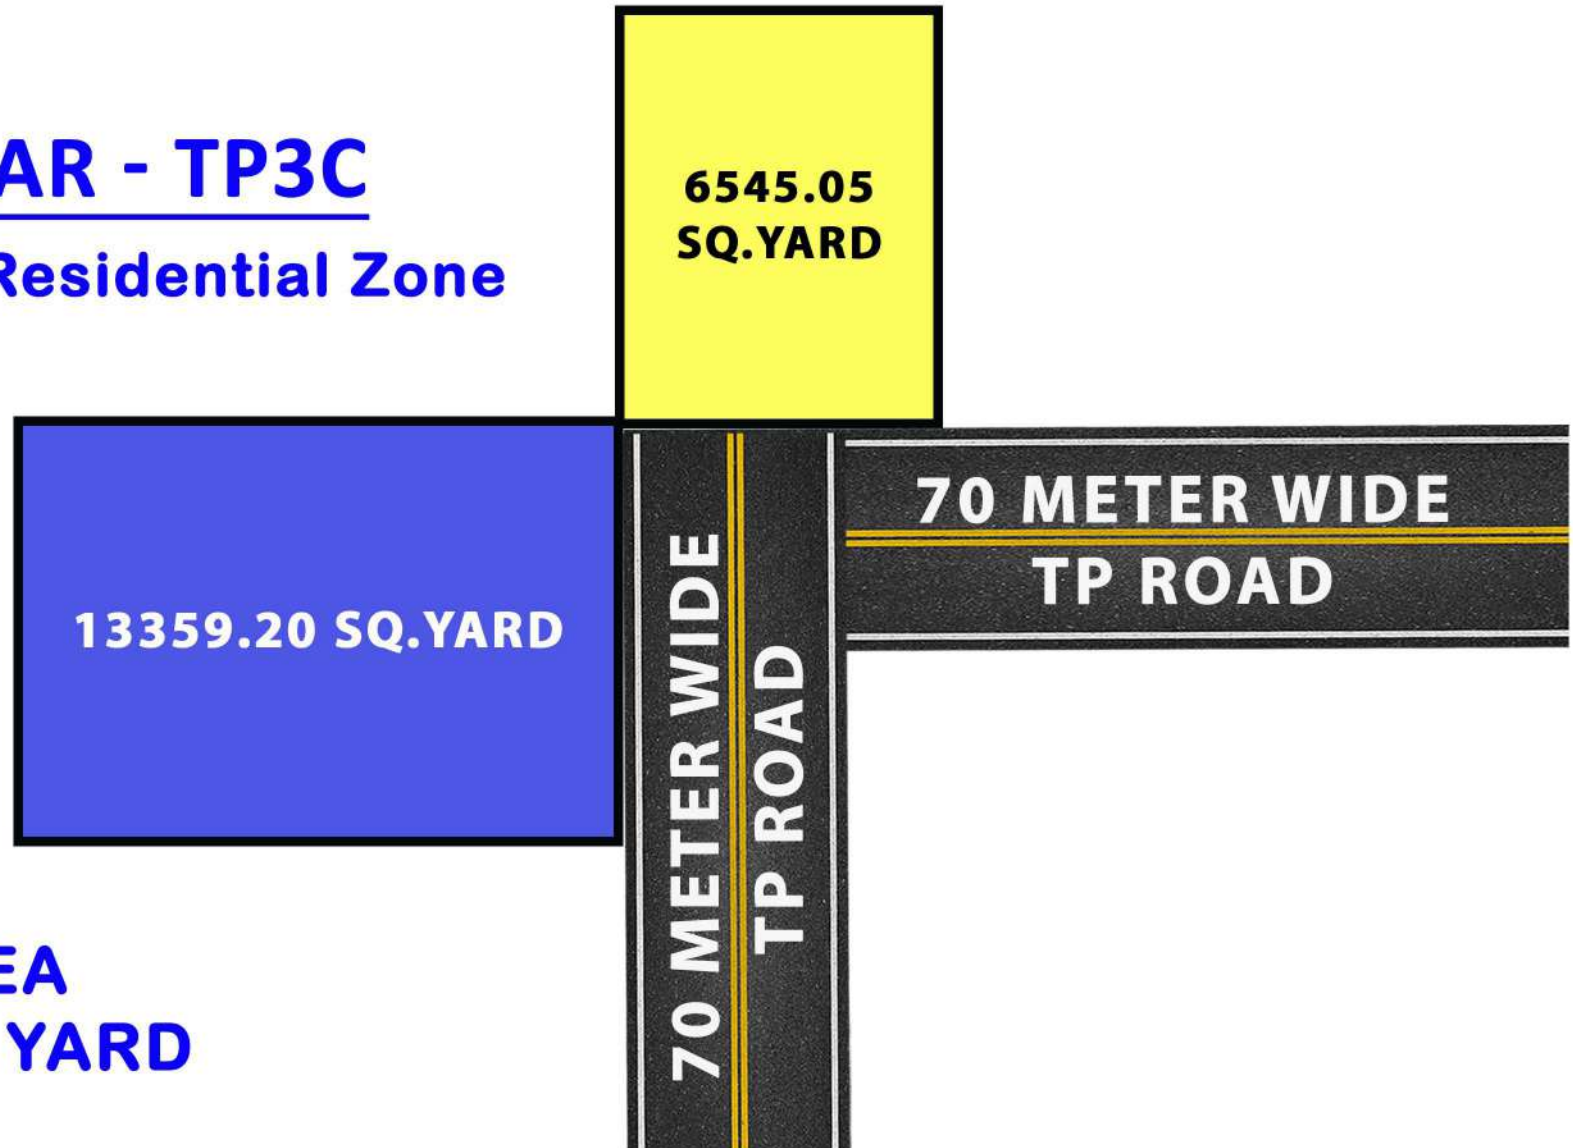 AR - TP3C
Residential Zone
6545.05
SQ.YARD
13359.20 SQ.YARD
70 METER WIDE
TP ROAD
70 METER WIDE
TP ROAD
EA
YARD